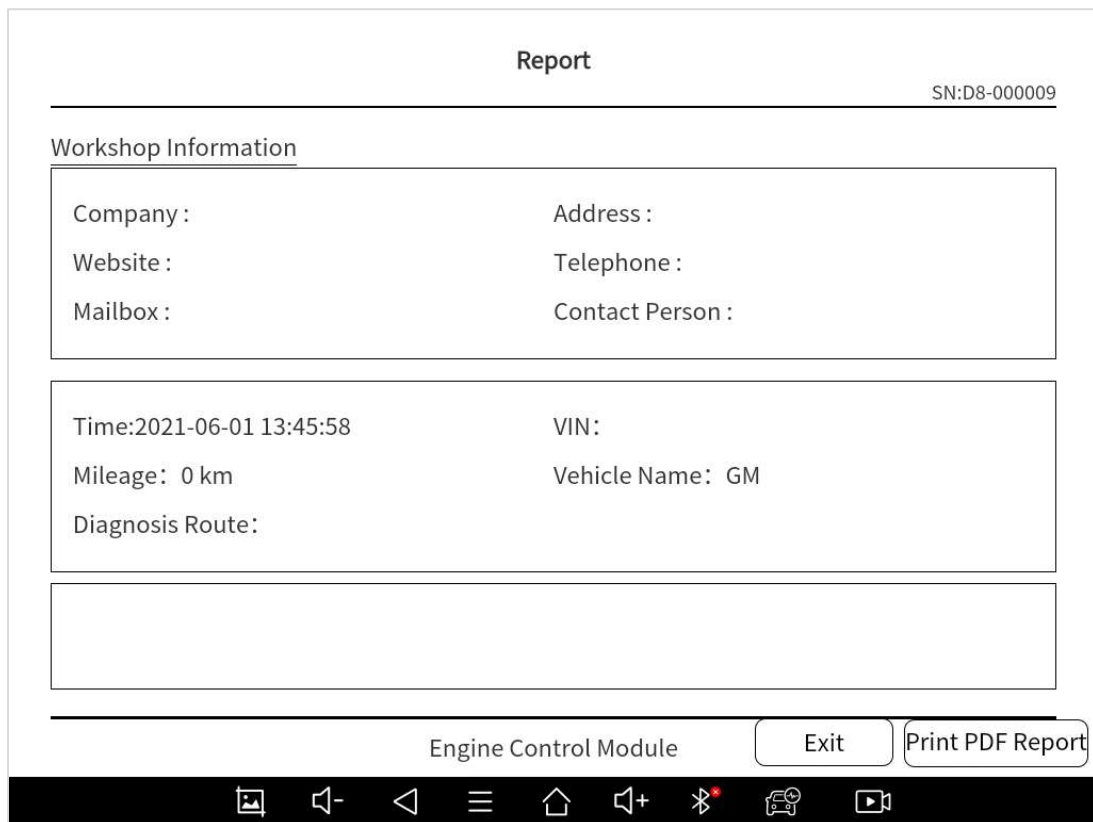 Report
SN:D8-000009
Workshop Information
Company :
Address :
Website :
Telephone :
Mailbox :
Contact Person :
Time:2021-06-01 13:45:58
VIN：
Mileage： 0 km
Vehicle Name： GM
Diagnosis Route：
Engine Control Module
Exit
Print PDF Report